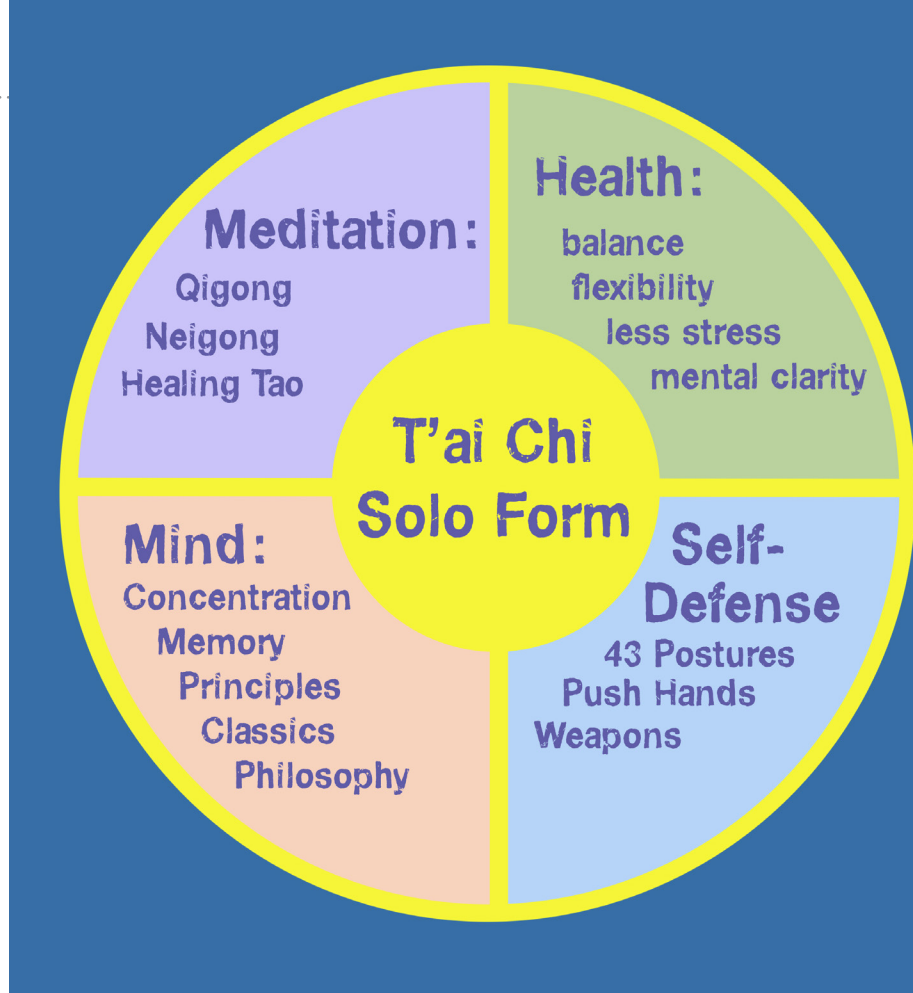 Meditation:
Qigong
Neigong
Healing Tao
Health:
balance
flexibility
less stress
mental clarity
T'ai Chi
Solo Form
Mind:
Concentration
Memory
Principles
Classics
Philosophy
Self-
Defense
43 Postures
Push Hands
Weapons